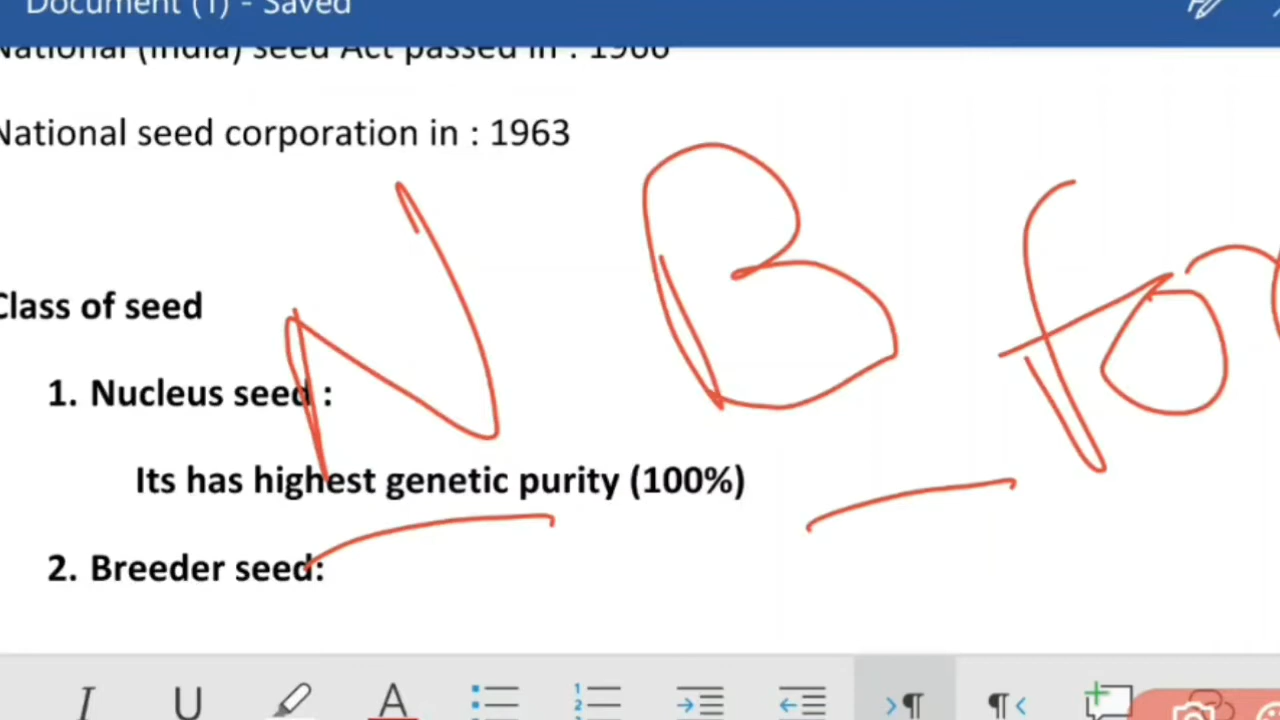 Document (1) - Saved
National (India) seed Act passed in : 1966
National seed corporation in : 1963
N B for
Class of seed
1. Nucleus seed :
Its has highest genetic purity (100%)
2. Breeder seed:
I U A